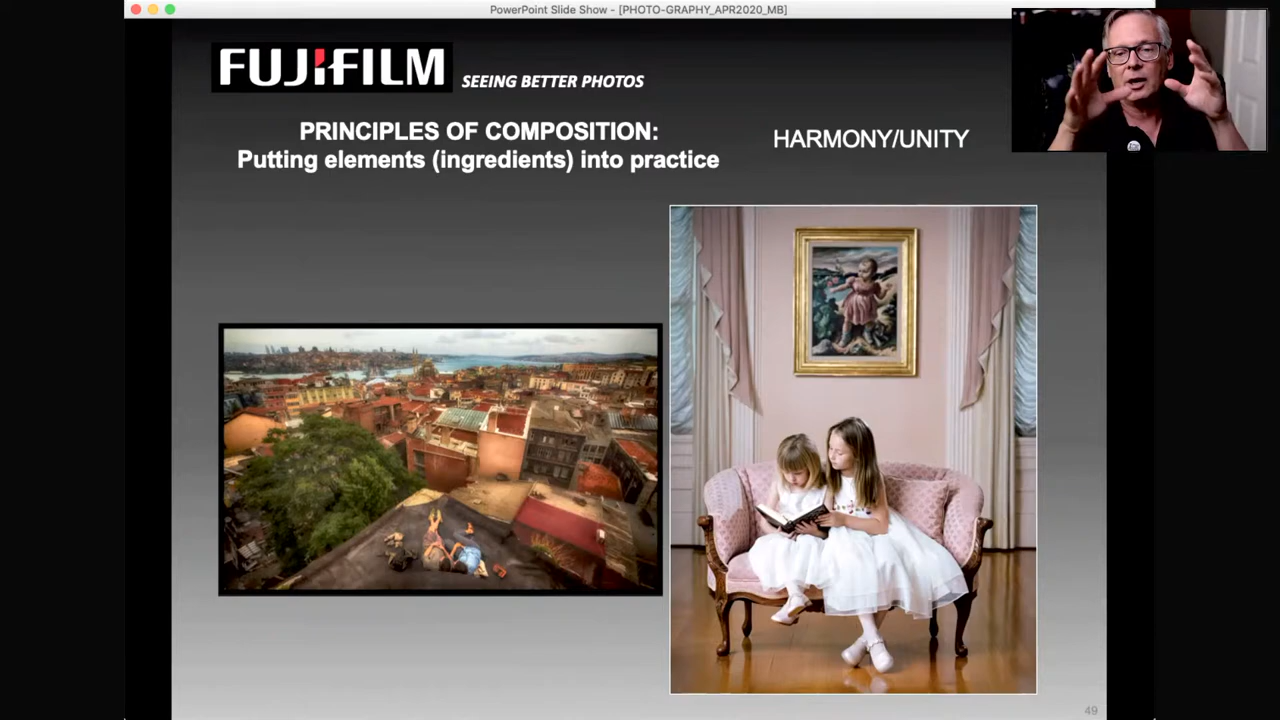 PowerPoint Slide Show - [PHOTO-GRAPHY_APR2020_MB]
FUJIFILM
SEEING BETTER PHOTOS
PRINCIPLES OF COMPOSITION:
Putting elements (ingredients) into practice
HARMONY/UNITY
49